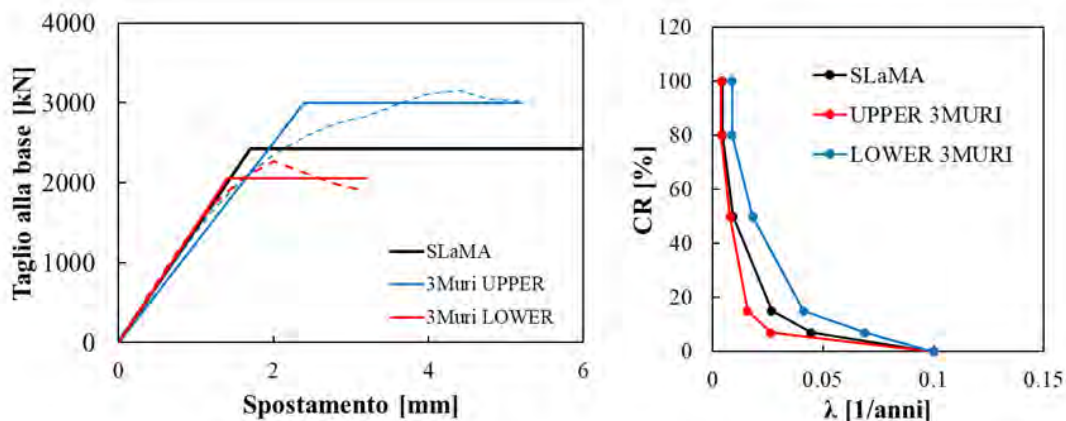 4000
3000
2000
1000
0
0
2
4
6
Taglio alla base [kN]
Spostamento [mm]
SLaMA
3Muri UPPER
3Muri LOWER
120
100
80
60
40
20
0
0
0.05
0.1
0.15
CR [%]
λ [1/anni]
SLaMA
UPPER 3MURI
LOWER 3MURI